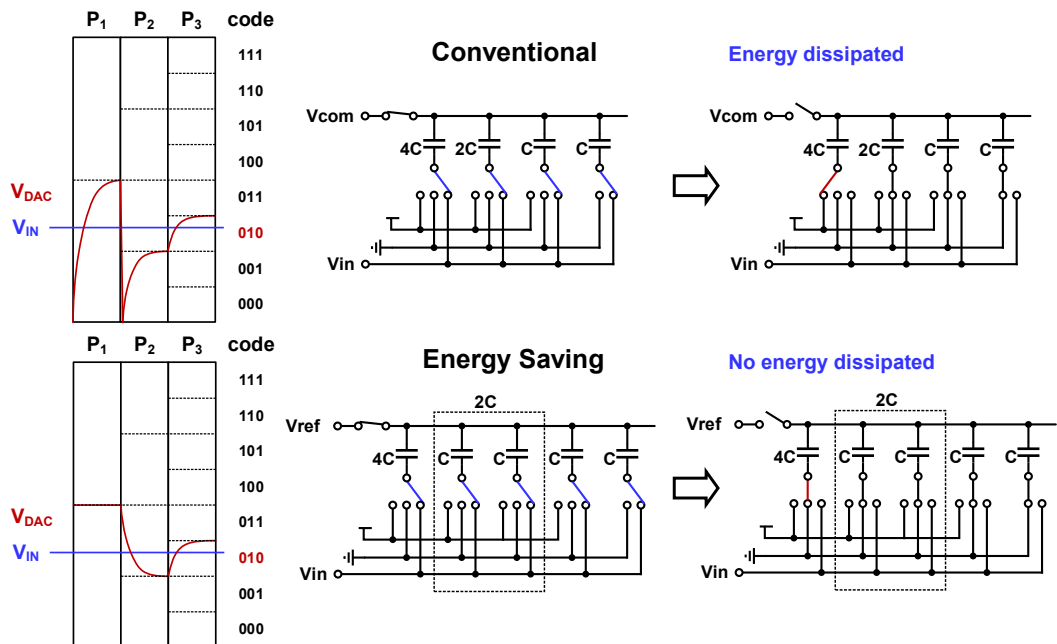 P1 P2 P3 code
111
110
101
100
011
010
001
000
VDAC
VIN
Conventional
Energy dissipated
Vcom
4C 2C C C
Vin
Vcom
4C 2C C C
Vin
P1 P2 P3 code
111
110
101
100
011
010
001
000
VDAC
VIN
Energy Saving
No energy dissipated
2C
Vref
4C C C C C
Vin
2C
Vref
4C C C C C
Vin